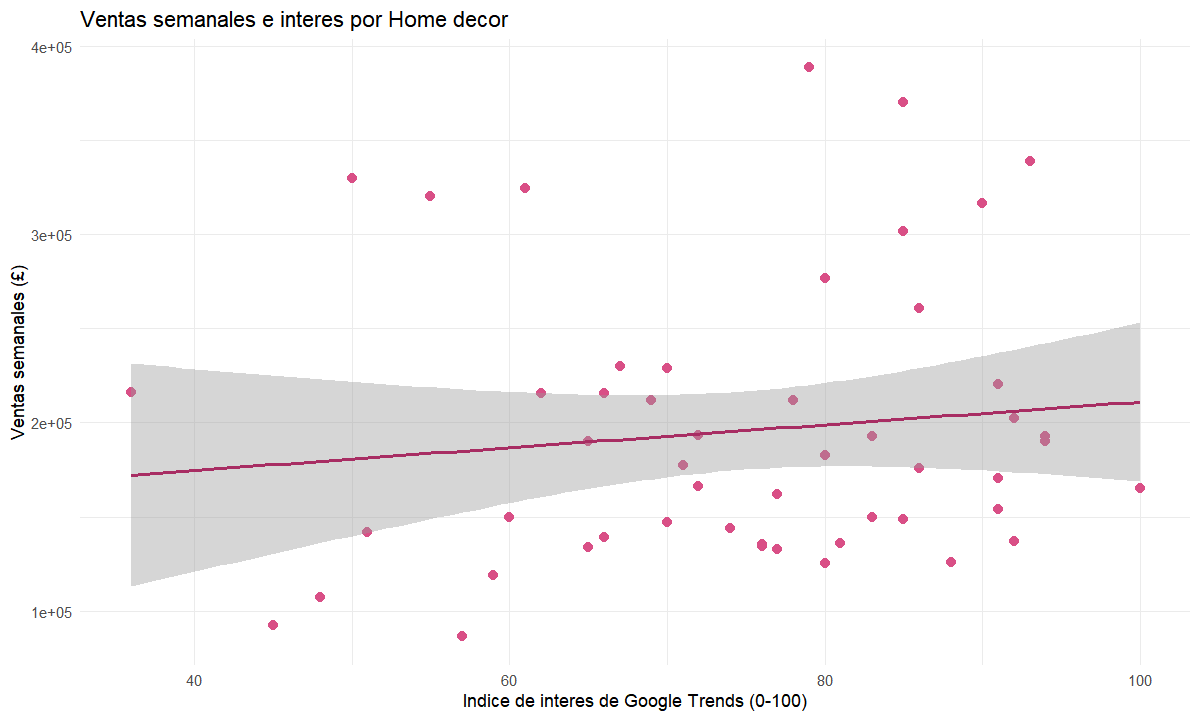 Ventas semanales e interes por Home decor
4e+05
3e+05
2e+05
1e+05
Ventas semanales (£)
40 60 80 100
Indice de interes de Google Trends (0-100)